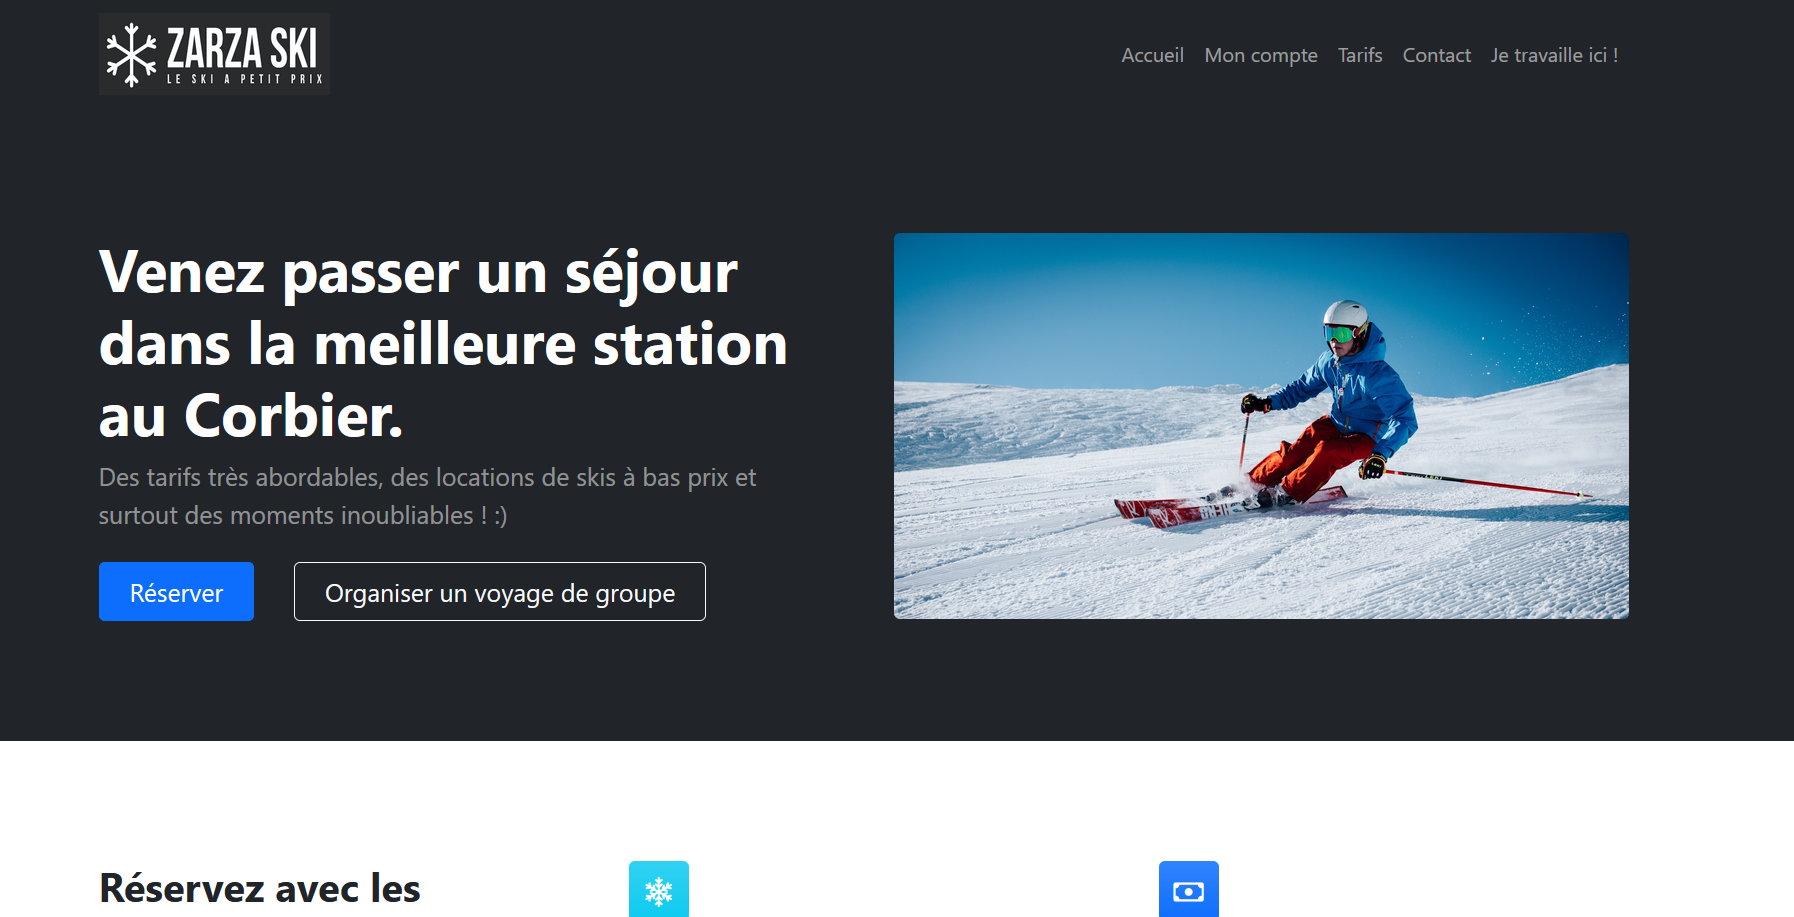 ZARZA SKI
LE SKI A PETIT PRIX
Accueil Mon compte Tarifs Contact Je travaille ici !
Venez passer un séjour
dans la meilleure station
au Corbier.
Des tarifs très abordables, des locations de skis à bas prix et
surtout des moments inoubliables ! :)
Réserver Organiser un voyage de groupe
Réservez avec les